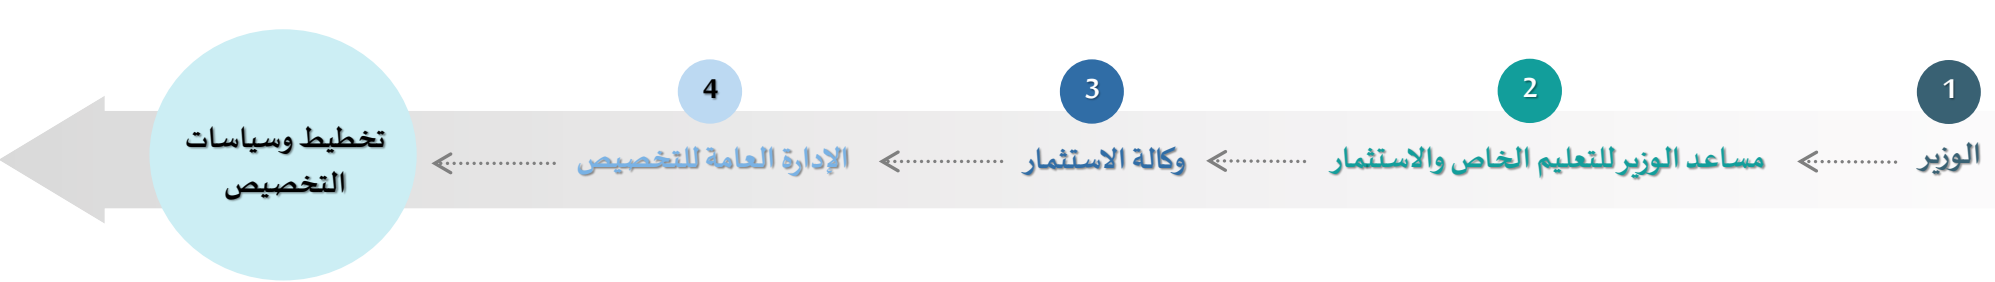 1
الوزير
2
مساعد الوزير للتعليم الخاص والاستثمار
3
وكالة الاستثمار
4
الإدارة العامة للتخصيص
تخطيط وسياسات
التخصيص